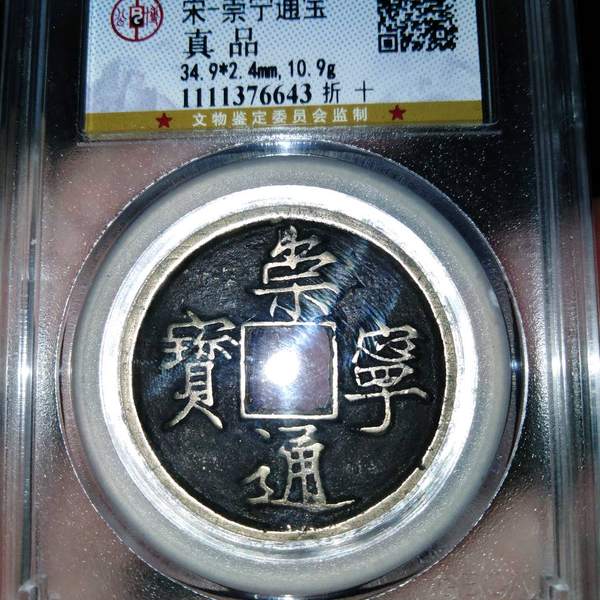 宋-崇宁通宝
真品
34.9*2.4mm,10.9g
1111376643 折十
★ 文物鉴定委员会监制 ★
崇
寶 寧
通